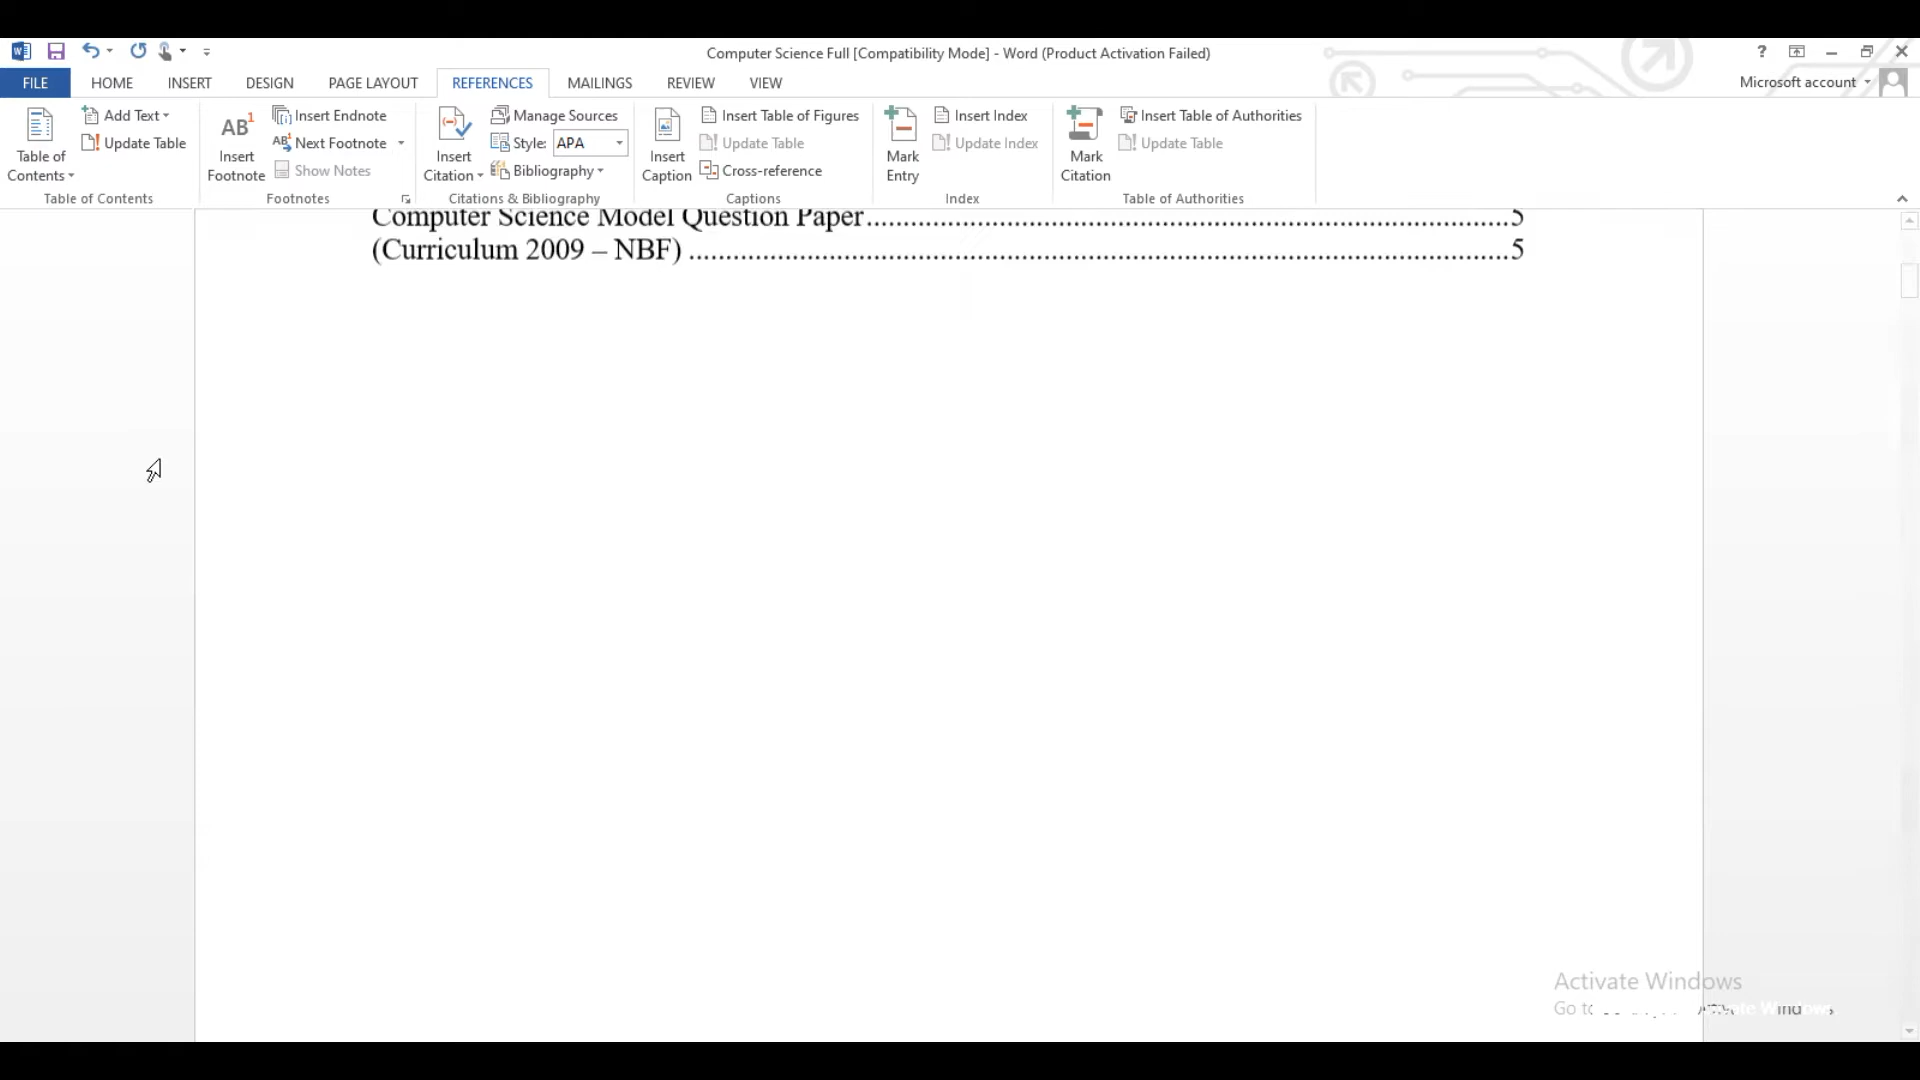 Computer Science Full [Compatibility Mode] - Word (Product Activation Failed)
?
FILE HOME INSERT DESIGN PAGE LAYOUT REFERENCES MAILINGS REVIEW VIEW Microsoft account
Table of Contents
Add Text
Update Table
Table of Contents
AB1
Insert Footnote
Insert Endnote
Next Footnote
Show Notes
Footnotes
Insert Citation
Manage Sources
Style: APA
Bibliography
Citations & Bibliography
Insert Caption
Insert Table of Figures
Update Table
Cross-reference
Captions
Mark Entry
Insert Index
Update Index
Index
Mark Citation
Insert Table of Authorities
Update Table
Table of Authorities
Computer Science Model Question Paper..........5
(Curriculum 2009 – NBF) ..........5
Activate Windows
Go to